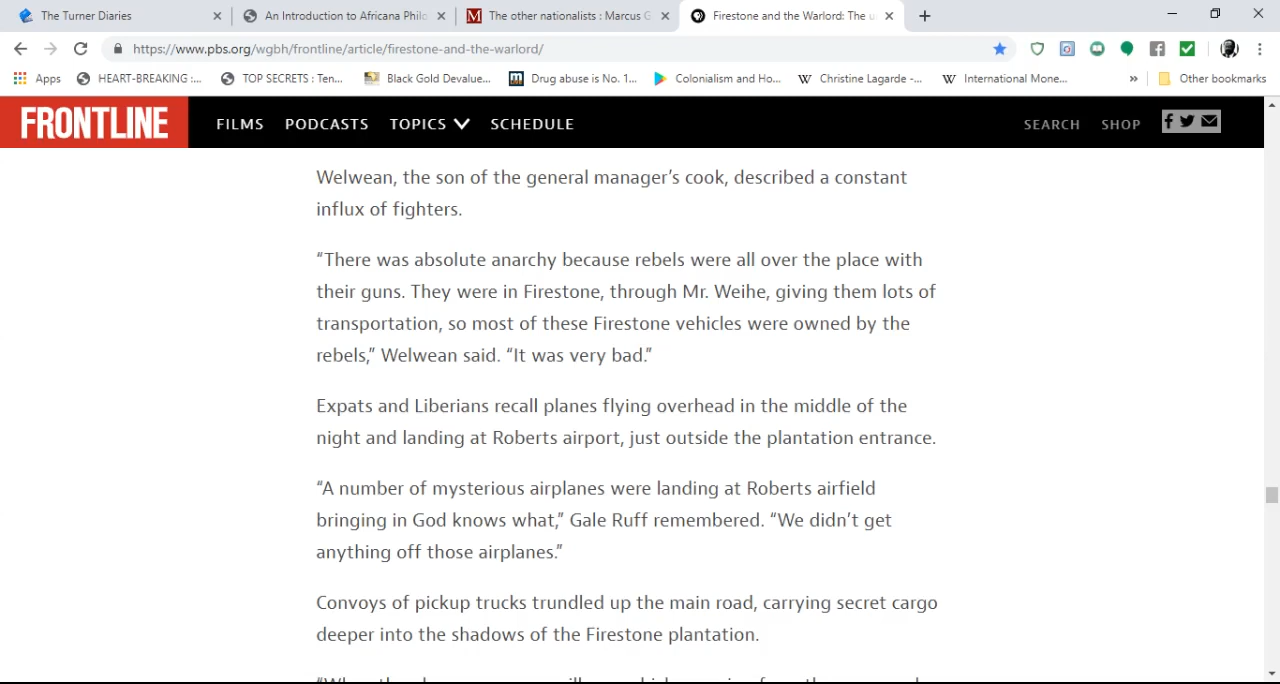 The Turner Diaries
An Introduction to Africana Philo
The other nationalists : Marcus G
Firestone and the Warlord: The u
https://www.pbs.org/wgbh/frontline/article/firestone-and-the-warlord/
Apps
HEART-BREAKING :...
TOP SECRETS : Ten...
Black Gold Devalue...
Drug abuse is No. 1...
Colonialism and Ho...
Christine Lagarde -...
International Mone...
»
Other bookmarks
FRONTLINE
FILMS
PODCASTS
TOPICS
SCHEDULE
SEARCH
SHOP
Welwean, the son of the general manager’s cook, described a constant
influx of fighters.
“There was absolute anarchy because rebels were all over the place with
their guns. They were in Firestone, through Mr. Weihe, giving them lots of
transportation, so most of these Firestone vehicles were owned by the
rebels,” Welwean said. “It was very bad.”
Expats and Liberians recall planes flying overhead in the middle of the
night and landing at Roberts airport, just outside the plantation entrance.
“A number of mysterious airplanes were landing at Roberts airfield
bringing in God knows what,” Gale Ruff remembered. “We didn’t get
anything off those airplanes.”
Convoys of pickup trucks trundled up the main road, carrying secret cargo
deeper into the shadows of the Firestone plantation.